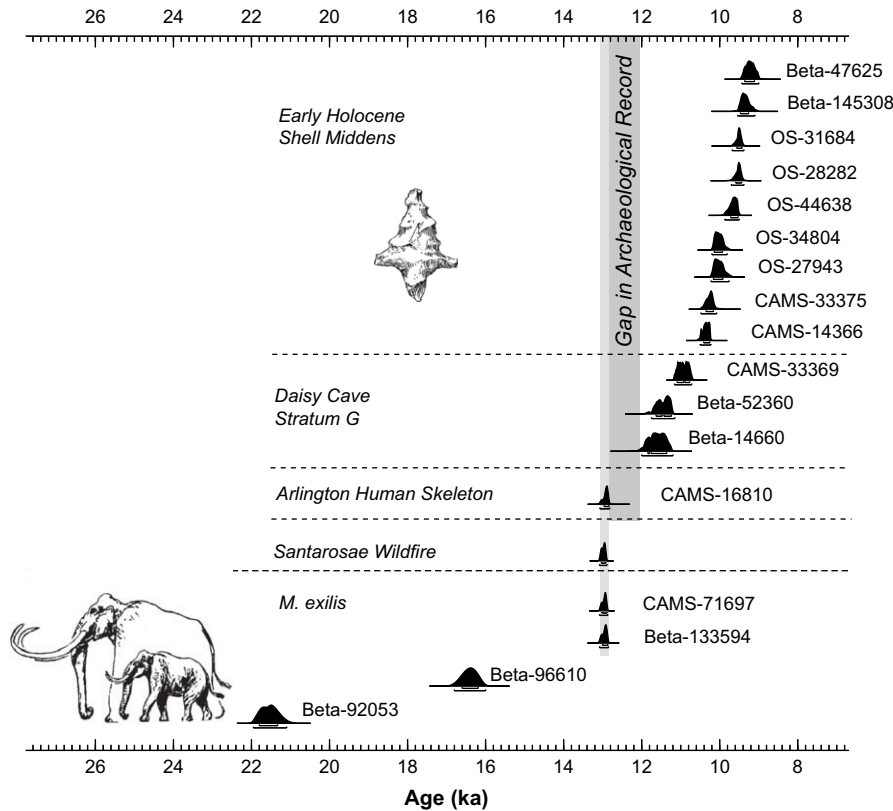 26 24 22 20 18 16 14 12 10 8
Beta-47625
Beta-145308
Early Holocene
Shell Middens
OS-31684
OS-28282
OS-44638
OS-34804
OS-27943
CAMS-33375
CAMS-14366
Gap in Archaeological Record
CAMS-33369
Daisy Cave
Stratum G
Beta-52360
Beta-14660
Arlington Human Skeleton
CAMS-16810
Santarosae Wildfire
M. exilis
CAMS-71697
Beta-133594
Beta-96610
Beta-92053
26 24 22 20 18 16 14 12 10 8
Age (ka)